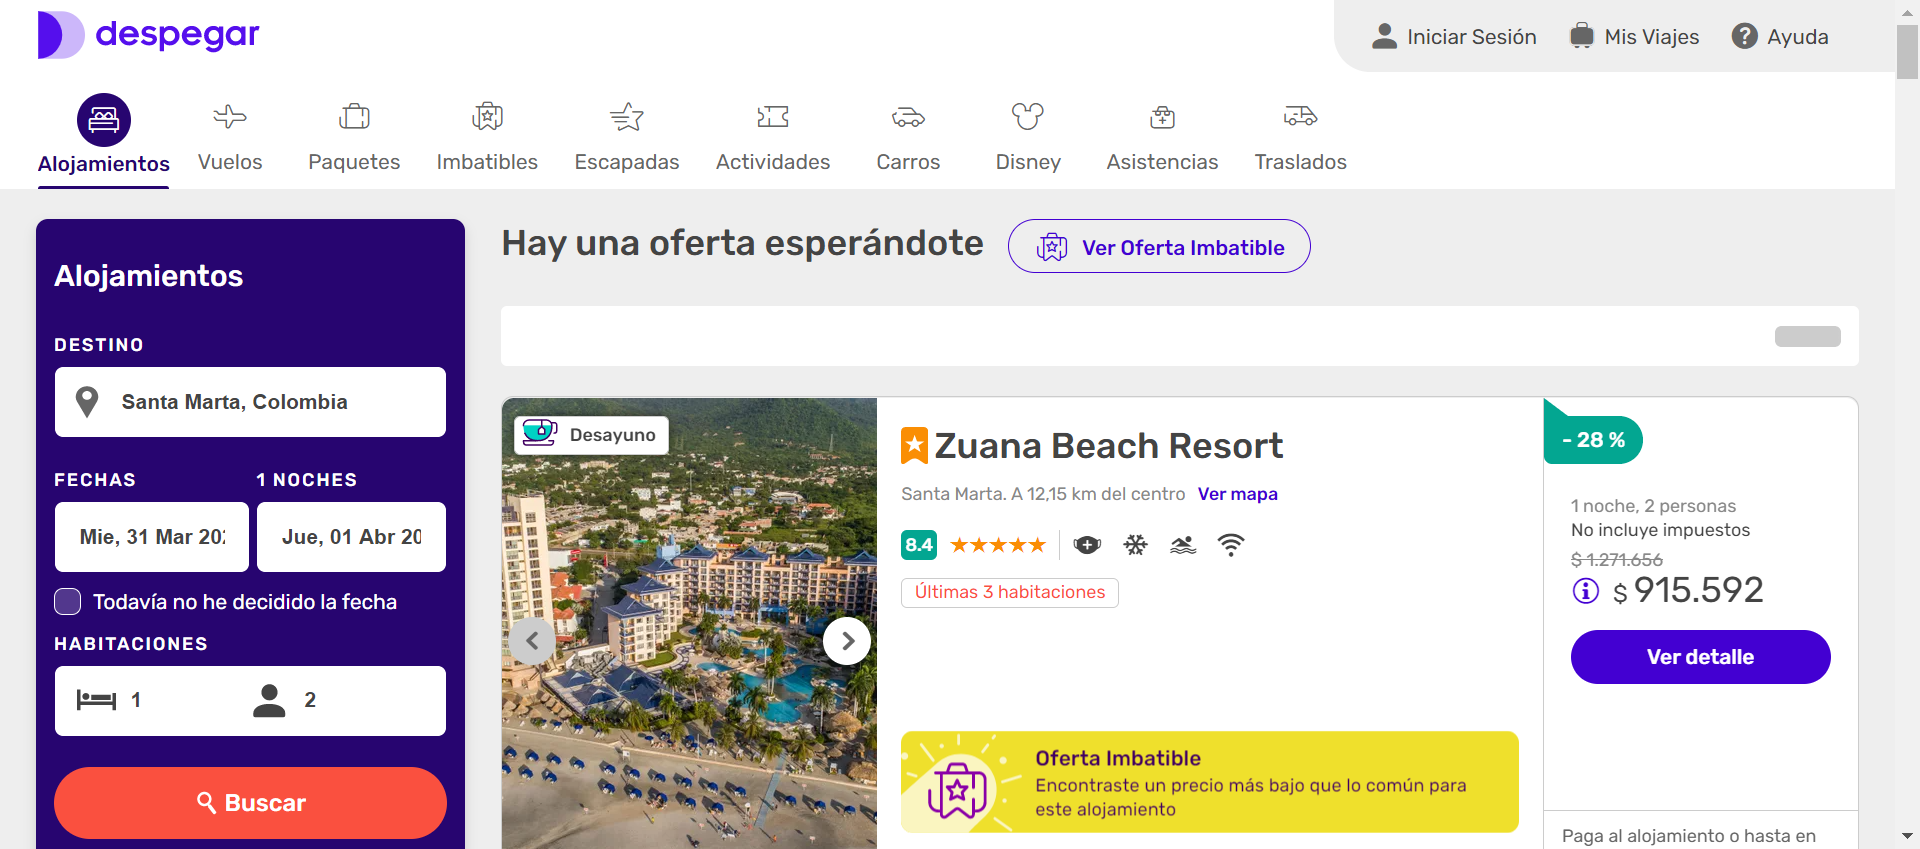 despegar
Iniciar Sesión
Mis Viajes
Ayuda
Alojamientos
Vuelos
Paquetes
Imbatibles
Escapadas
Actividades
Carros
Disney
Asistencias
Traslados
Alojamientos
DESTINO
Santa Marta, Colombia
FECHAS
1 NOCHES
Mie, 31 Mar
Jue, 01 Abr 20
Todavía no he decidido la fecha
HABITACIONES
1
2
Buscar
Hay una oferta esperándote
Ver Oferta Imbatible
Desayuno
Zuana Beach Resort
Santa Marta. A 12,15 km del centro Ver mapa
8.4
Últimas 3 habitaciones
Oferta Imbatible
Encontraste un precio más bajo que lo común para
este alojamiento
- 28 %
1 noche, 2 personas
No incluye impuestos
$ 1.271.656
$ 915.592
Ver detalle
Paga al alojamiento o hasta en